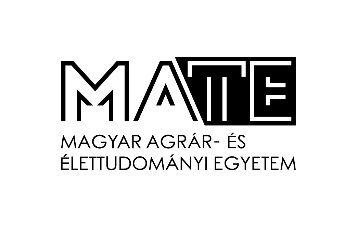 MATE
MAGYAR AGRÁR- ÉS
ÉLETTUDOMÁNYI EGYETEM